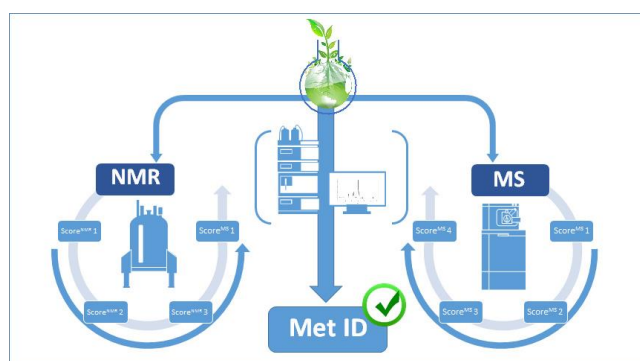 NMR
MS
Score^NMR 1
Score^MS 1
Score^NMR 2
Score^NMR 3
Score^MS 4
Score^MS 1
Score^MS 3
Score^MS 2
Met ID